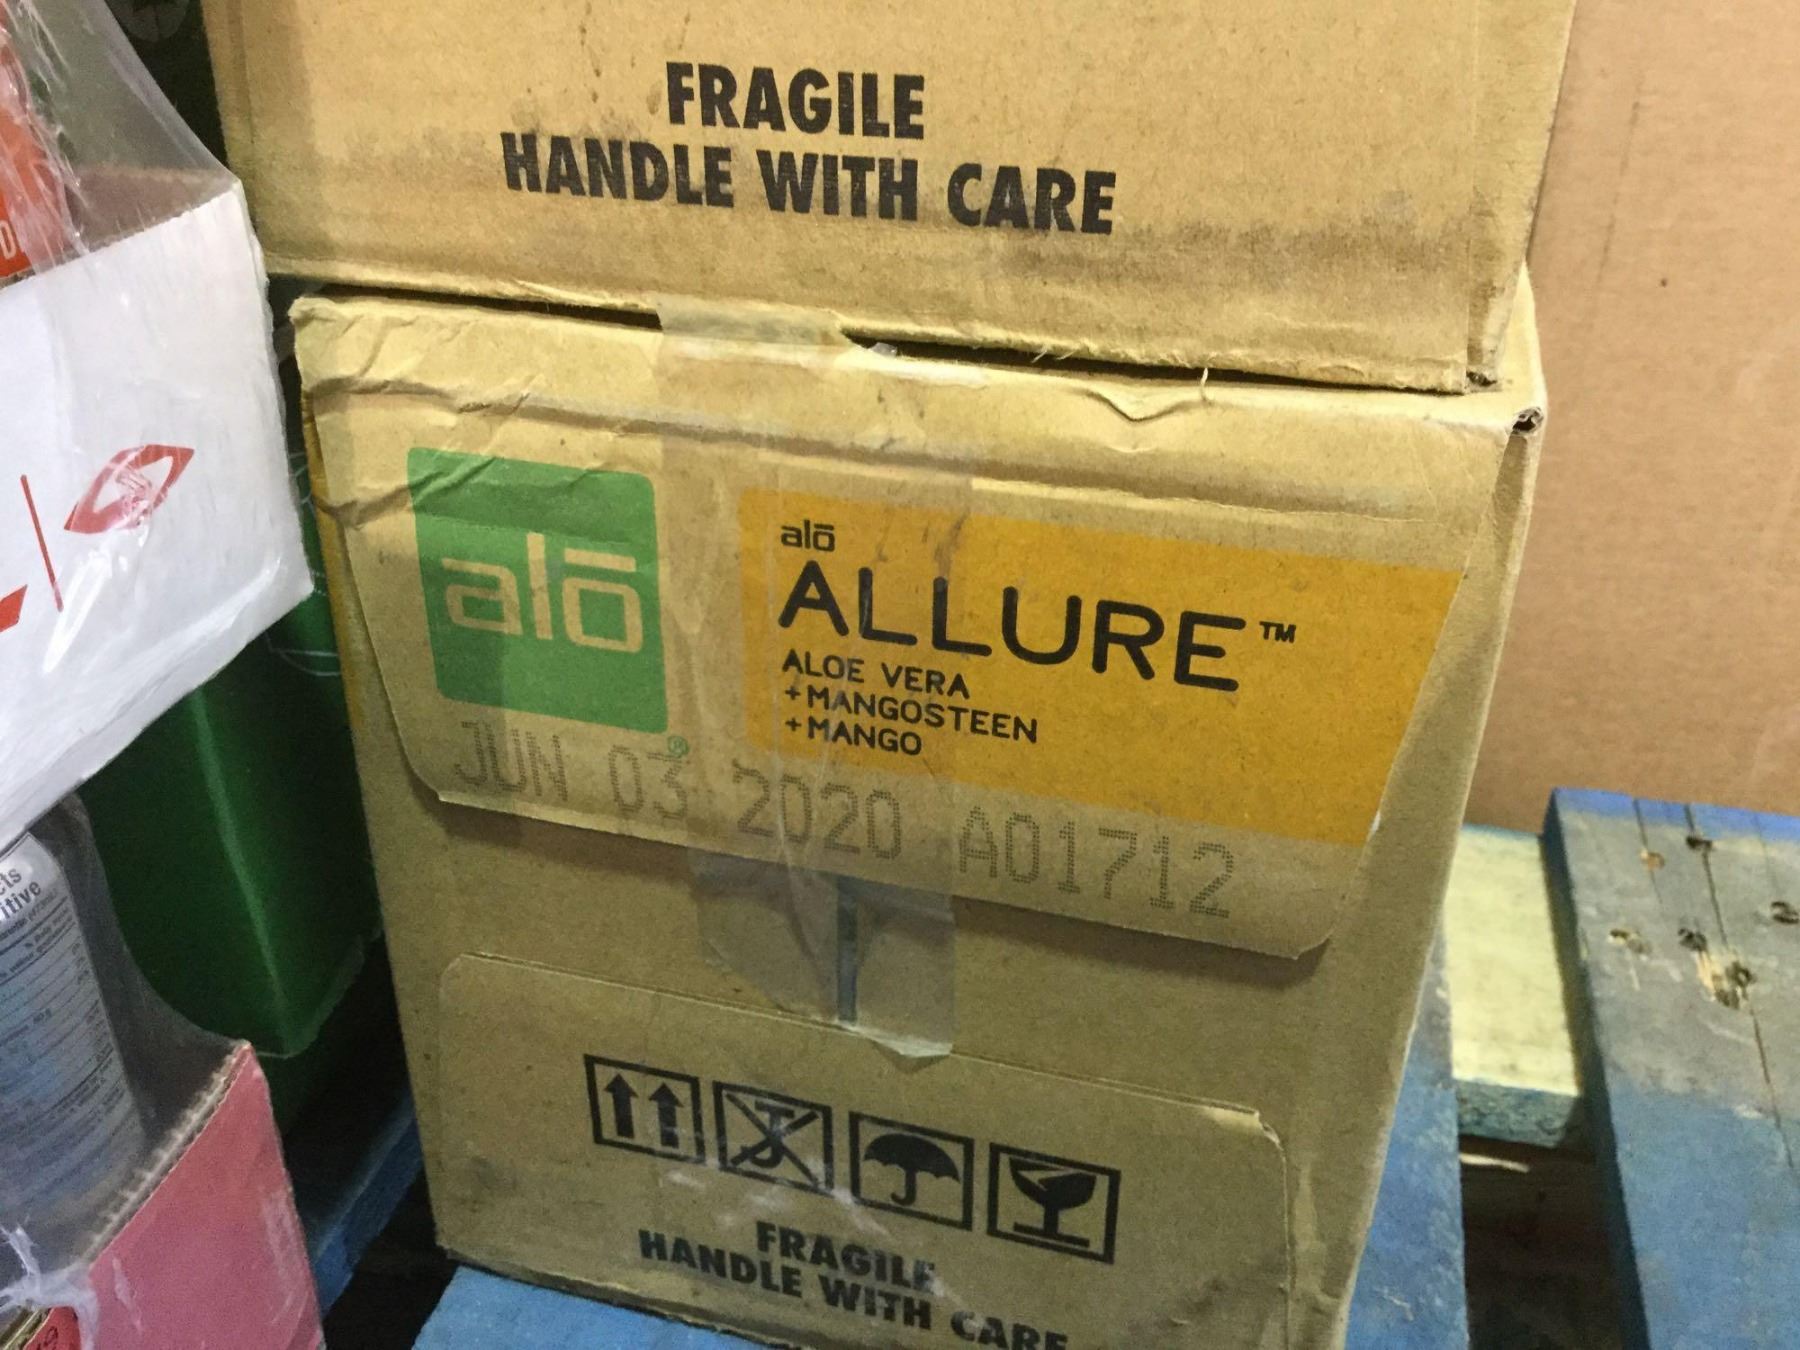 FRAGILE
HANDLE WITH CARE
alō
alō
ALLURE™
ALOE VERA
+MANGOSTEEN
+MANGO
®
JUN 03 2020 A01712
FRAGILE
HANDLE WITH CARE